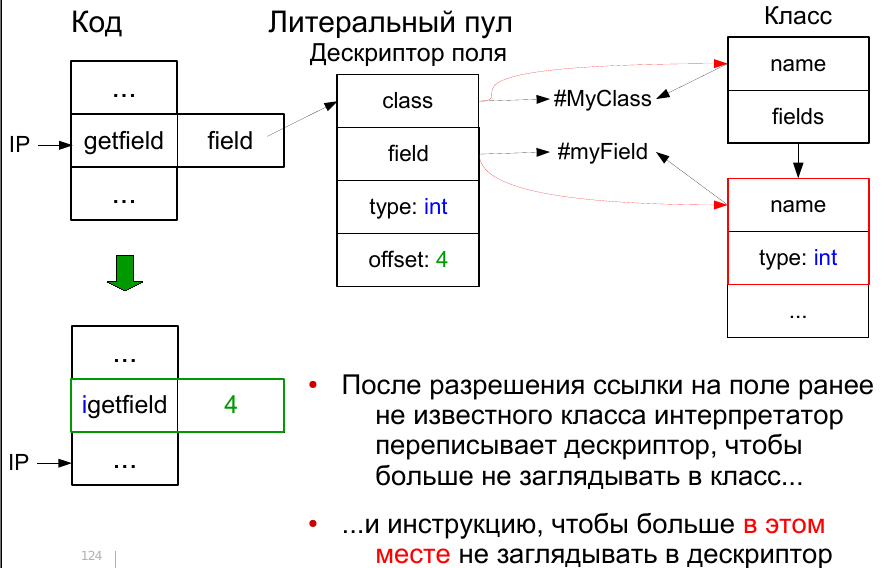 Код
Литеральный пул
Класс
Дескриптор поля
...
IP
getfield
field
...
class
field
type: int
offset: 4
#MyClass
#myField
name
fields
name
type: int
...
...
igetfield
4
IP
...
• После разрешения ссылки на поле ранее
не известного класса интерпретатор
переписывает дескриптор, чтобы
больше не заглядывать в класс...
• ...и инструкцию, чтобы больше в этом
месте не заглядывать в дескриптор
124